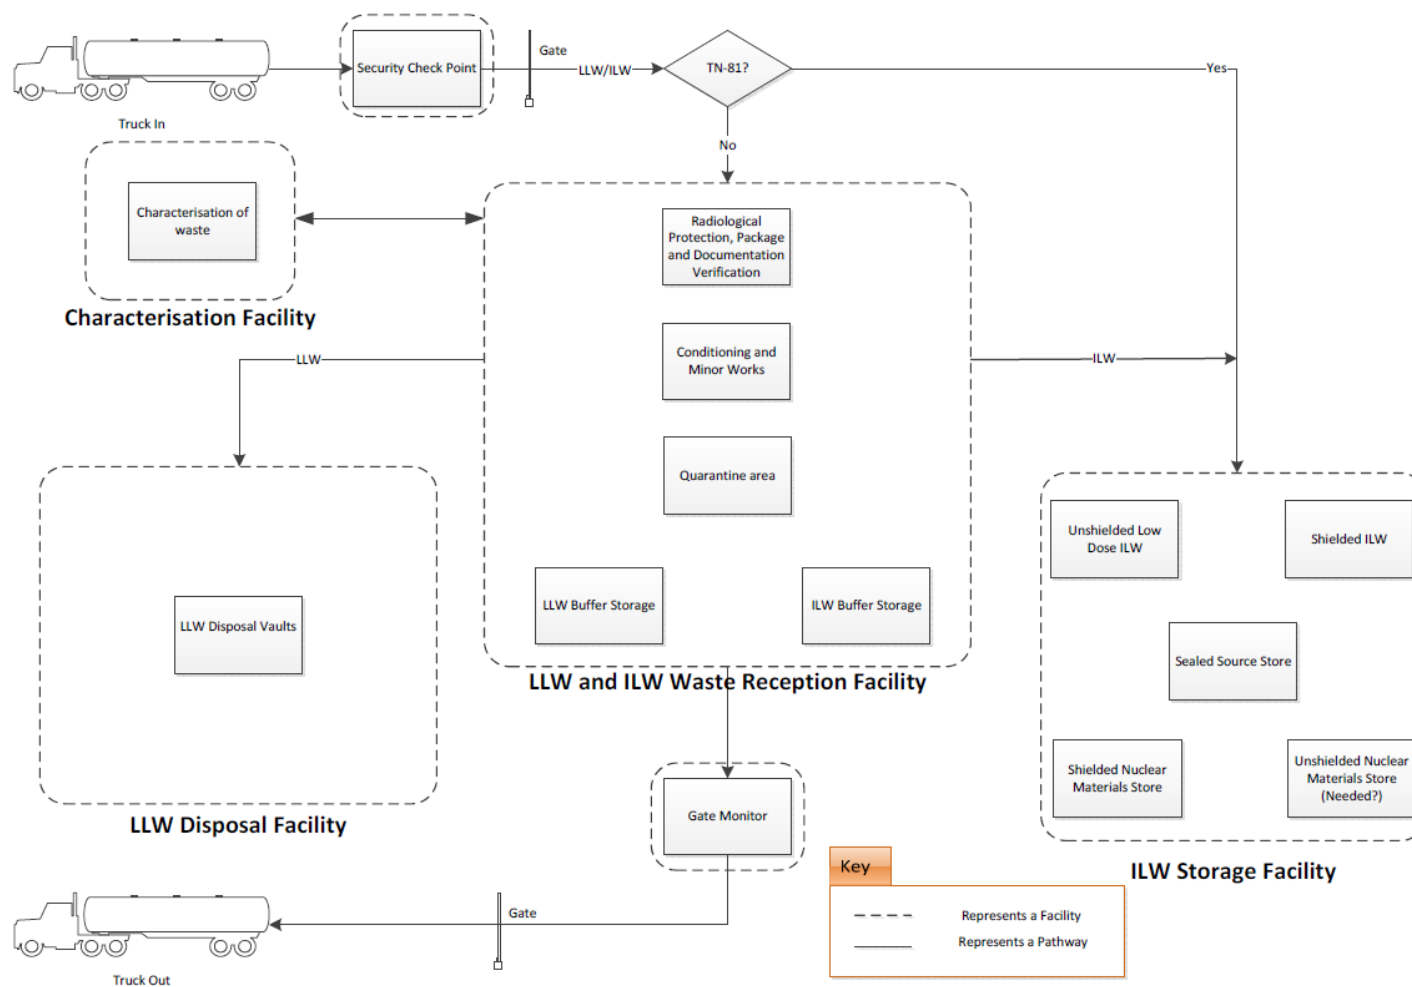 Truck In
Security Check Point
Gate
LLW/ILW
TN-81?
Yes
No
Characterisation of
waste
Characterisation Facility
Radiological
Protection, Package
and Documentation
Verification
Conditioning and
Minor Works
Quarantine area
LLW Buffer Storage
ILW Buffer Storage
LLW and ILW Waste Reception Facility
LLW
ILW
LLW Disposal Vaults
LLW Disposal Facility
Unshielded Low
Dose ILW
Shielded ILW
Sealed Source Store
Shielded Nuclear
Materials Store
Unshielded Nuclear
Materials Store
(Needed?)
ILW Storage Facility
Gate Monitor
Gate
Truck Out
Key
Represents a Facility
Represents a Pathway